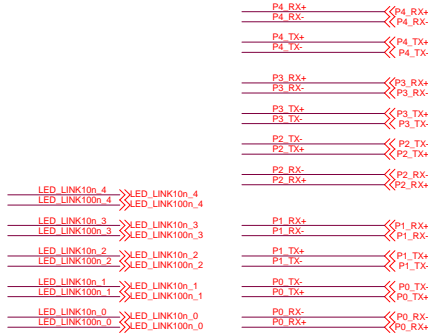 P4_RX+ P4_RX+
P4_RX- P4_RX-
P4_TX+ P4_TX+
P4_TX- P4_TX-
P3_RX+ P3_RX+
P3_RX- P3_RX-
P3_TX+ P3_TX+
P3_TX- P3_TX-
P2_TX- P2_TX-
P2_TX+ P2_TX+
P2_RX- P2_RX-
P2_RX+ P2_RX+
LED_LINK10n_4 LED_LINK10n_4
LED_LINK100n_4 LED_LINK100n_4
LED_LINK10n_3 LED_LINK10n_3 P1_RX+ P1_RX+
LED_LINK100n_3 LED_LINK100n_3 P1_RX- P1_RX-
LED_LINK10n_2 LED_LINK10n_2 P1_TX+ P1_TX+
LED_LINK100n_2 LED_LINK100n_2 P1_TX- P1_TX-
LED_LINK10n_1 LED_LINK10n_1 P0_TX- P0_TX-
LED_LINK100n_1 LED_LINK100n_1 P0_TX+ P0_TX+
LED_LINK10n_0 LED_LINK10n_0 P0_RX- P0_RX-
LED_LINK100n_0 LED_LINK100n_0 P0_RX+ P0_RX+